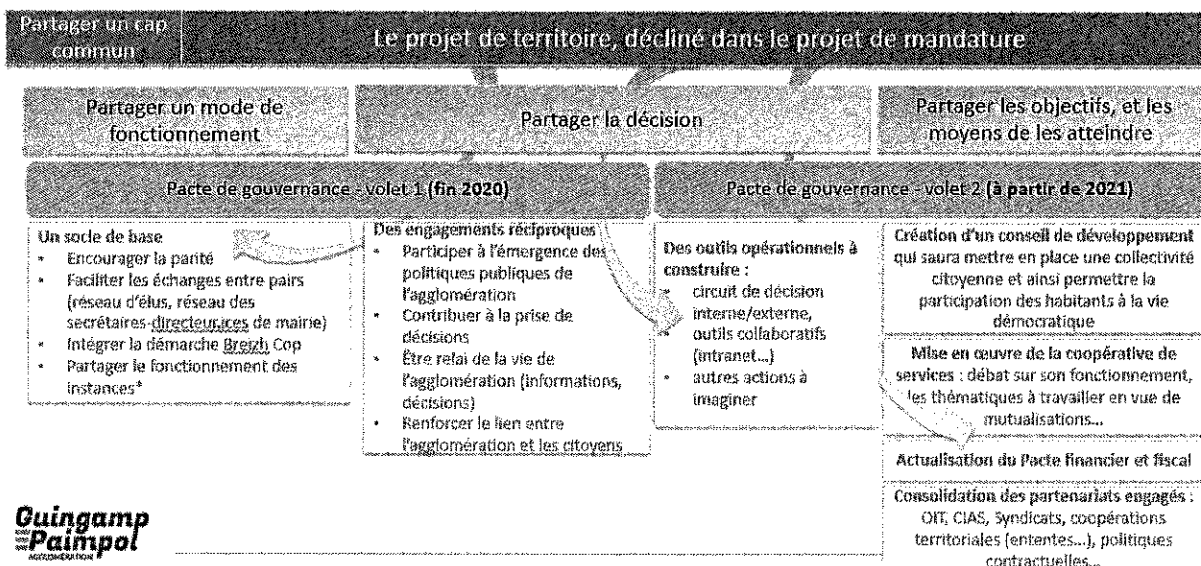 Partager un cap
commun
Le projet de territoire, décliné dans le projet de mandature
Partager un mode de
fonctionnement
Partager la décision
Partager les objectifs, et les
moyens de les atteindre
Pacte de gouvernance - volet 1 (fin 2020)
Pacte de gouvernance - volet 2 (à partir de 2021)
Un socle de base
• Encourager la parité
• Faciliter les échanges entre pairs
(réseau d'élus, réseau des
secrétaires-directeur.ices de mairie)
• Intégrer la démarche Breizh Cop
• Partager le fonctionnement des
instances*
Des engagements réciproques
• Participer à l'émergence des
politiques publiques de
l'agglomération
• Contribuer à la prise de
décisions
• Être relai de la vie de
l'agglomération (informations,
décisions)
• Renforcer le lien entre
l'agglomération et les citoyens
Des outils opérationnels à
construire :
• circuit de décision
interne/externe,
• outils collaboratifs
(intranet...)
• autres actions à
imaginer
Création d'un conseil de développement
qui saura mettre en place une collectivité
citoyenne et ainsi permettre la
participation des habitants à la vie
démocratique
Mise en œuvre de la coopérative de
services : débat sur son fonctionnement,
les thématiques à travailler en vue de
mutualisations...
Actualisation du Pacte financier et fiscal
Consolidation des partenariats engagés :
OIT, CIAS, Syndicats, coopérations
territoriales (ententes...), politiques
contractuelles...
Guingamp
Paimpol
AGGLOMÉRATION